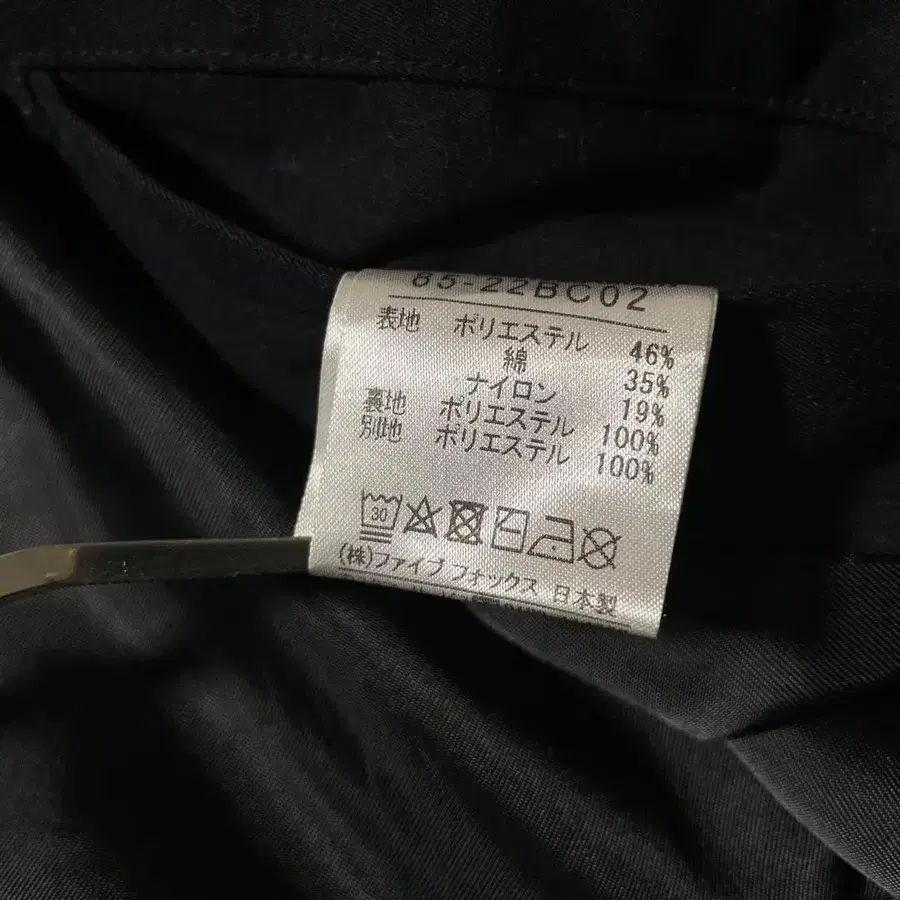 85-22BC02
表地 ポリエステル 46%
綿 35%
ナイロン 19%
裏地 ポリエステル 100%
別地 ポリエステル 100%
30
(株)ファイブフォックス 日本製